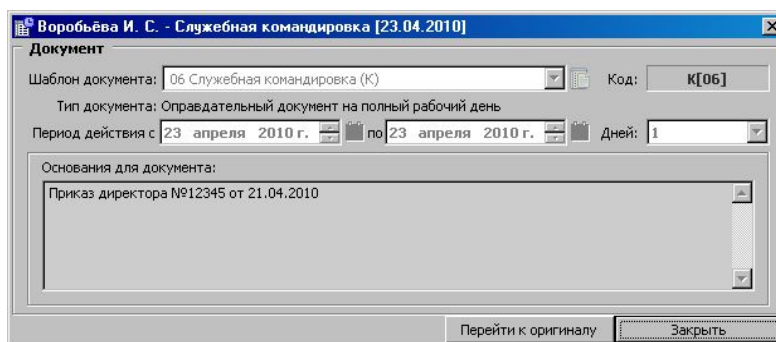 Воробьёва И. С. - Служебная командировка [23.04.2010]
Документ
Шаблон документа: 06 Служебная командировка (К) Код: К[06]
Тип документа: Оправдательный документ на полный рабочий день
Период действия с 23 апреля 2010 г. по 23 апреля 2010 г. Дней: 1
Основания для документа:
Приказ директора №12345 от 21.04.2010
Перейти к оригиналу Закрыть